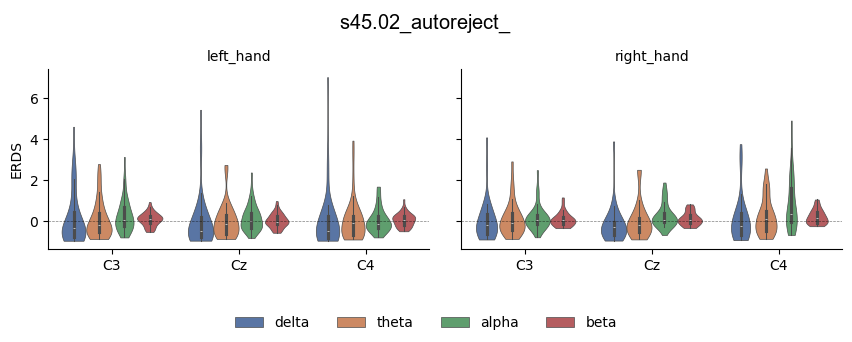 s45.02_autoreject_
left_hand
right_hand
ERDS
6
4
2
0
C3 Cz C4
C3 Cz C4
delta theta alpha beta